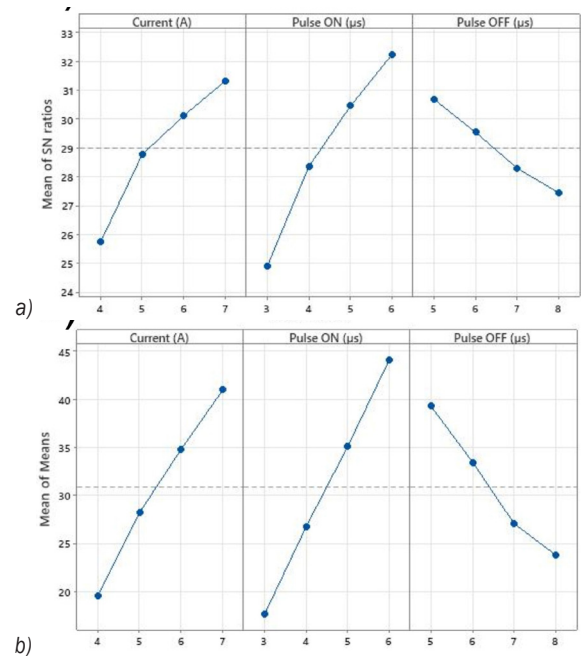 Current (A) Pulse ON (µs) Pulse OFF (µs)
33
32
31
30
29
28
27
26
25
24
Mean of SN ratios
4 5 6 7 3 4 5 6 5 6 7 8
a)
Current (A) Pulse ON (µs) Pulse OFF (µs)
45
40
35
30
25
20
Mean of Means
4 5 6 7 3 4 5 6 5 6 7 8
b)